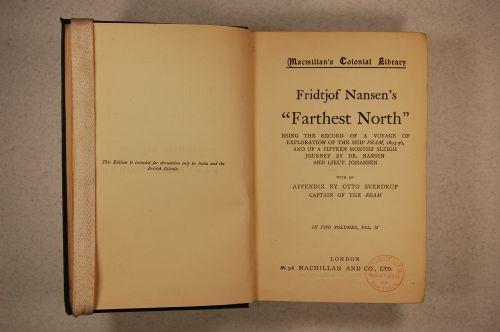 This Edition is intended for circulation only in India and the
British Colonies
Macmillan's Colonial Library
Fridtjof Nansen's
"Farthest North"
BEING THE RECORD OF A VOYAGE OF
EXPLORATION OF THE SHIP FRAM, 1893-96,
AND OF A FIFTEEN MONTHS' SLEIGH
JOURNEY BY DR. NANSEN
AND LIEUT. JOHANSEN
WITH AN
APPENDIX BY OTTO SVERDRUP
CAPTAIN OF THE FRAM
IN TWO VOLUMES, VOL. II
LONDON
MACMILLAN AND CO., LTD.